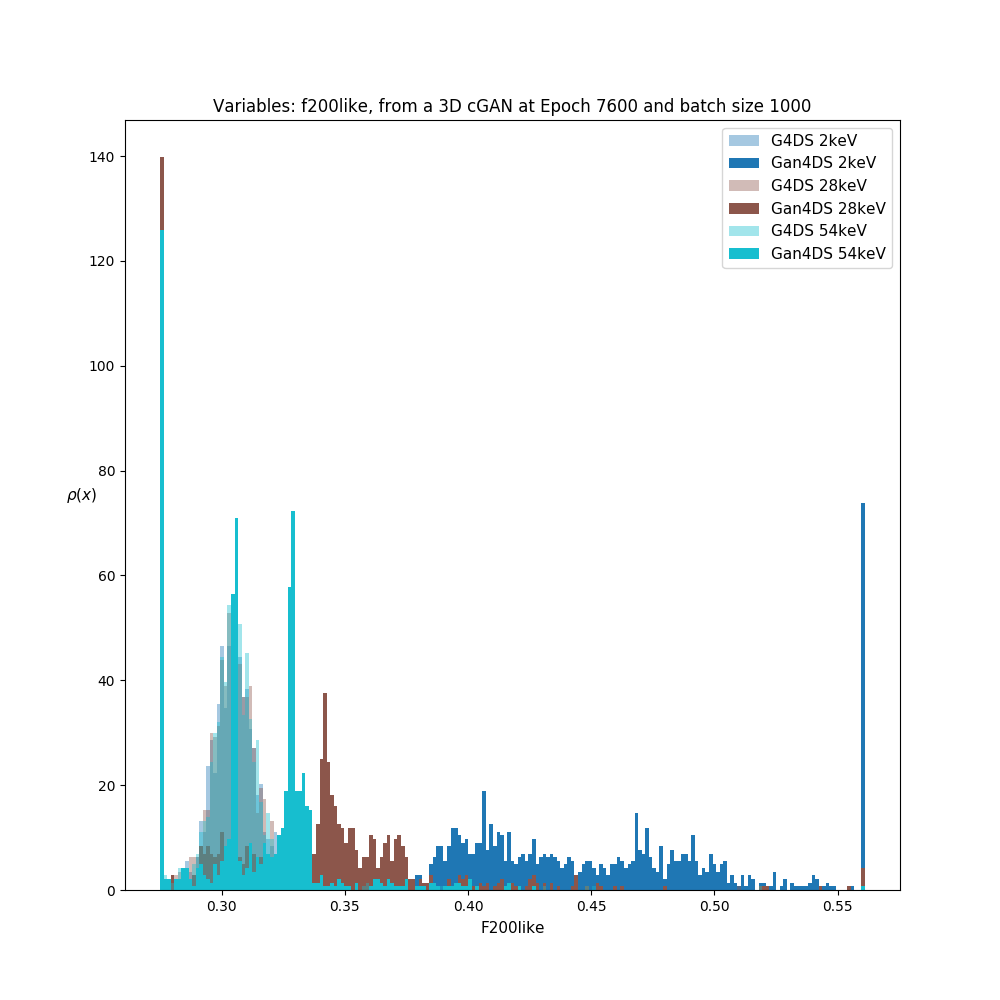 Variables: f200like, from a 3D cGAN at Epoch 7600 and batch size 1000
G4DS 2keV
Gan4DS 2keV
G4DS 28keV
Gan4DS 28keV
G4DS 54keV
Gan4DS 54keV
140
120
100
80
ρ(x)
60
40
20
0
0.30 0.35 0.40 0.45 0.50 0.55
F200like